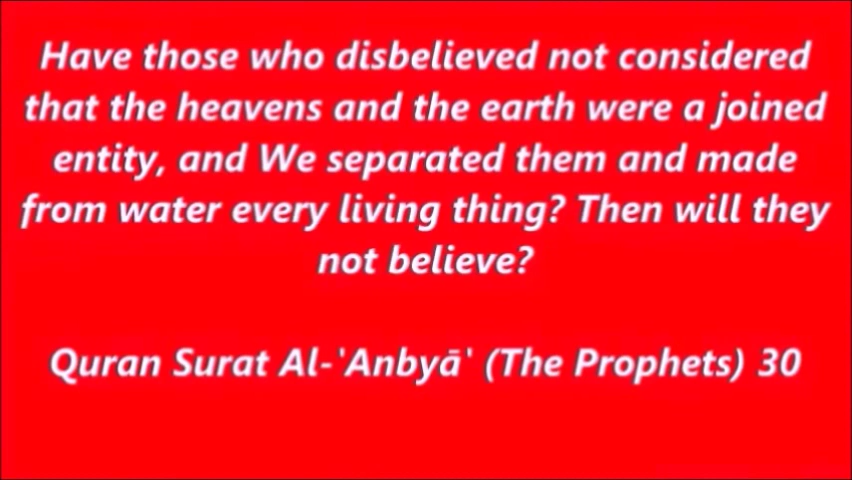 Have those who disbelieved not considered
that the heavens and the earth were a joined
entity, and We separated them and made
from water every living thing? Then will they
not believe?
Quran Surat Al-'Anbyā' (The Prophets) 30